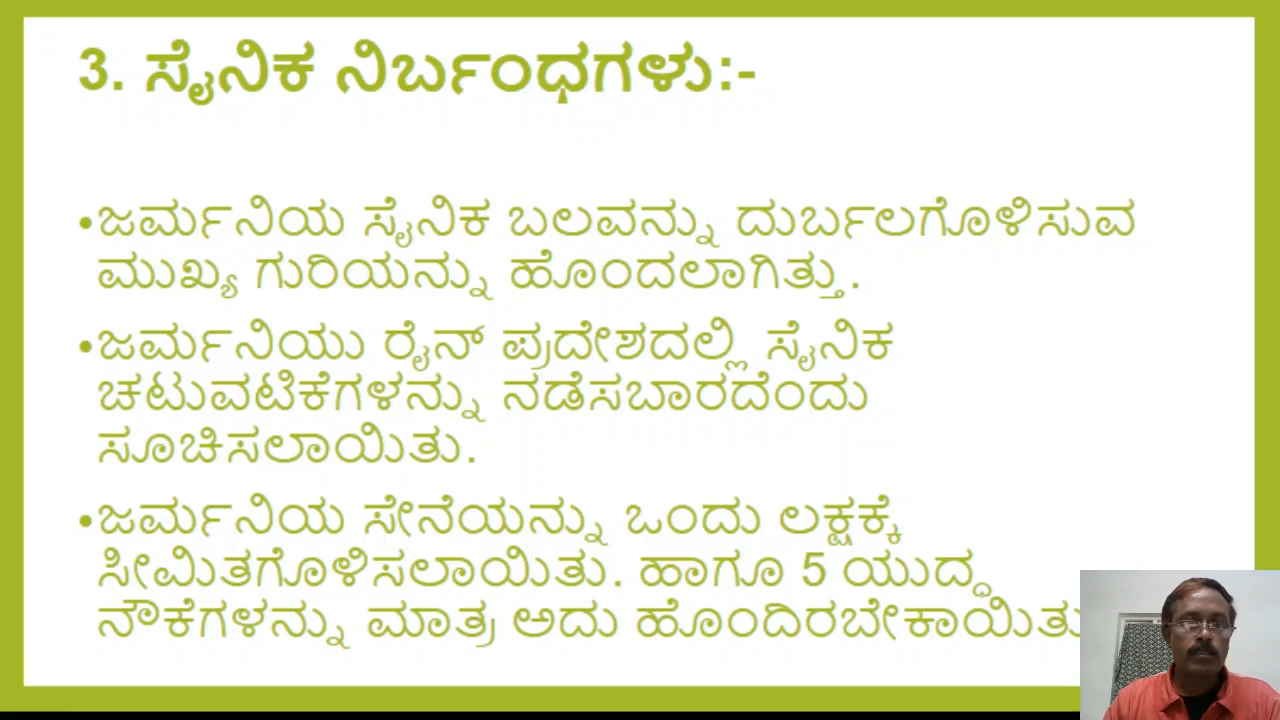 3. ಸೈನಿಕ ನಿರ್ಬಂಧಗಳು:-
•ಜರ್ಮನಿಯ ಸೈನಿಕ ಬಲವನ್ನು ದುರ್ಬಲಗೊಳಿಸುವ
ಮುಖ್ಯ ಗುರಿಯನ್ನು ಹೊಂದಲಾಗಿತ್ತು.
•ಜರ್ಮನಿಯು ರೈನ್ ಪ್ರದೇಶದಲ್ಲಿ ಸೈನಿಕ
ಚಟುವಟಿಕೆಗಳನ್ನು ನಡೆಸಬಾರದೆಂದು
ಸೂಚಿಸಲಾಯಿತು.
•ಜರ್ಮನಿಯ ಸೇನೆಯನ್ನು ಒಂದು ಲಕ್ಷಕ್ಕೆ
ಸೀಮಿತಗೊಳಿಸಲಾಯಿತು. ಹಾಗೂ 5 ಯುದ್ಧ
ನೌಕೆಗಳನ್ನು ಮಾತ್ರ ಅದು ಹೊಂದಿರಬೇಕಾಯಿತು